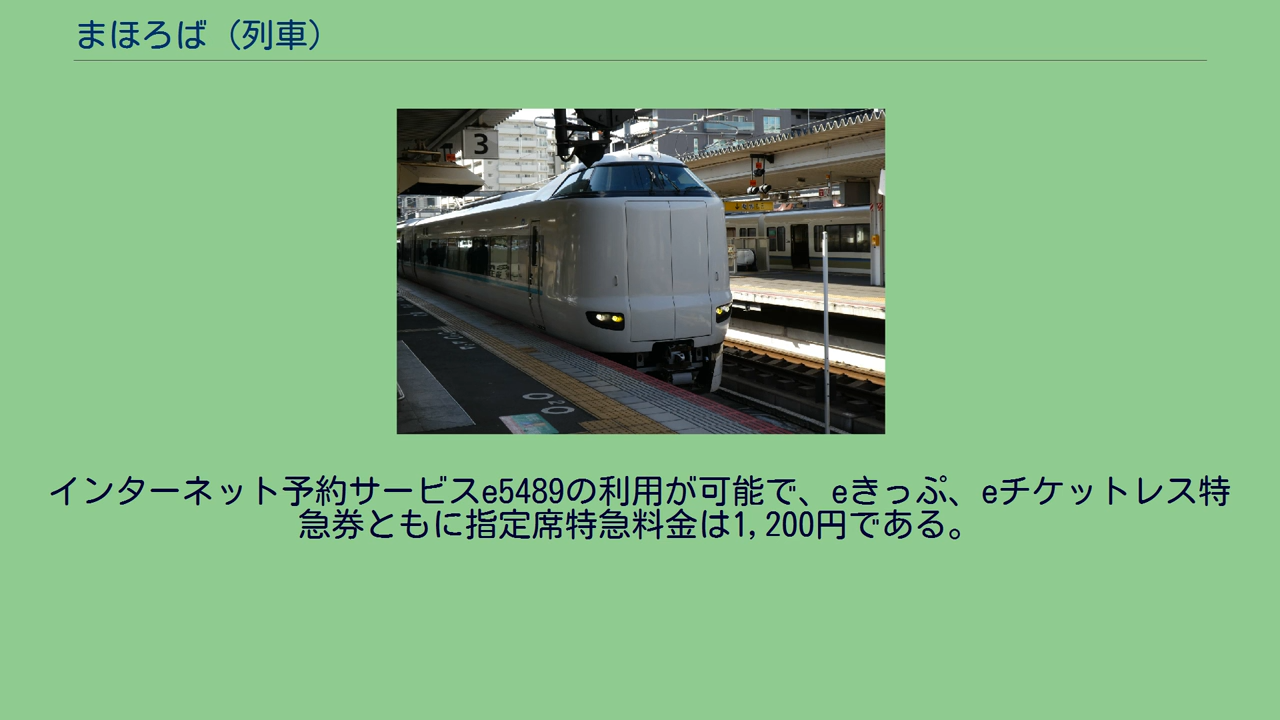 まほろば（列車）
3
インターネット予約サービスe5489の利用が可能で、eきっぷ、eチケットレス特
急券ともに指定席特急料金は1,200円である。